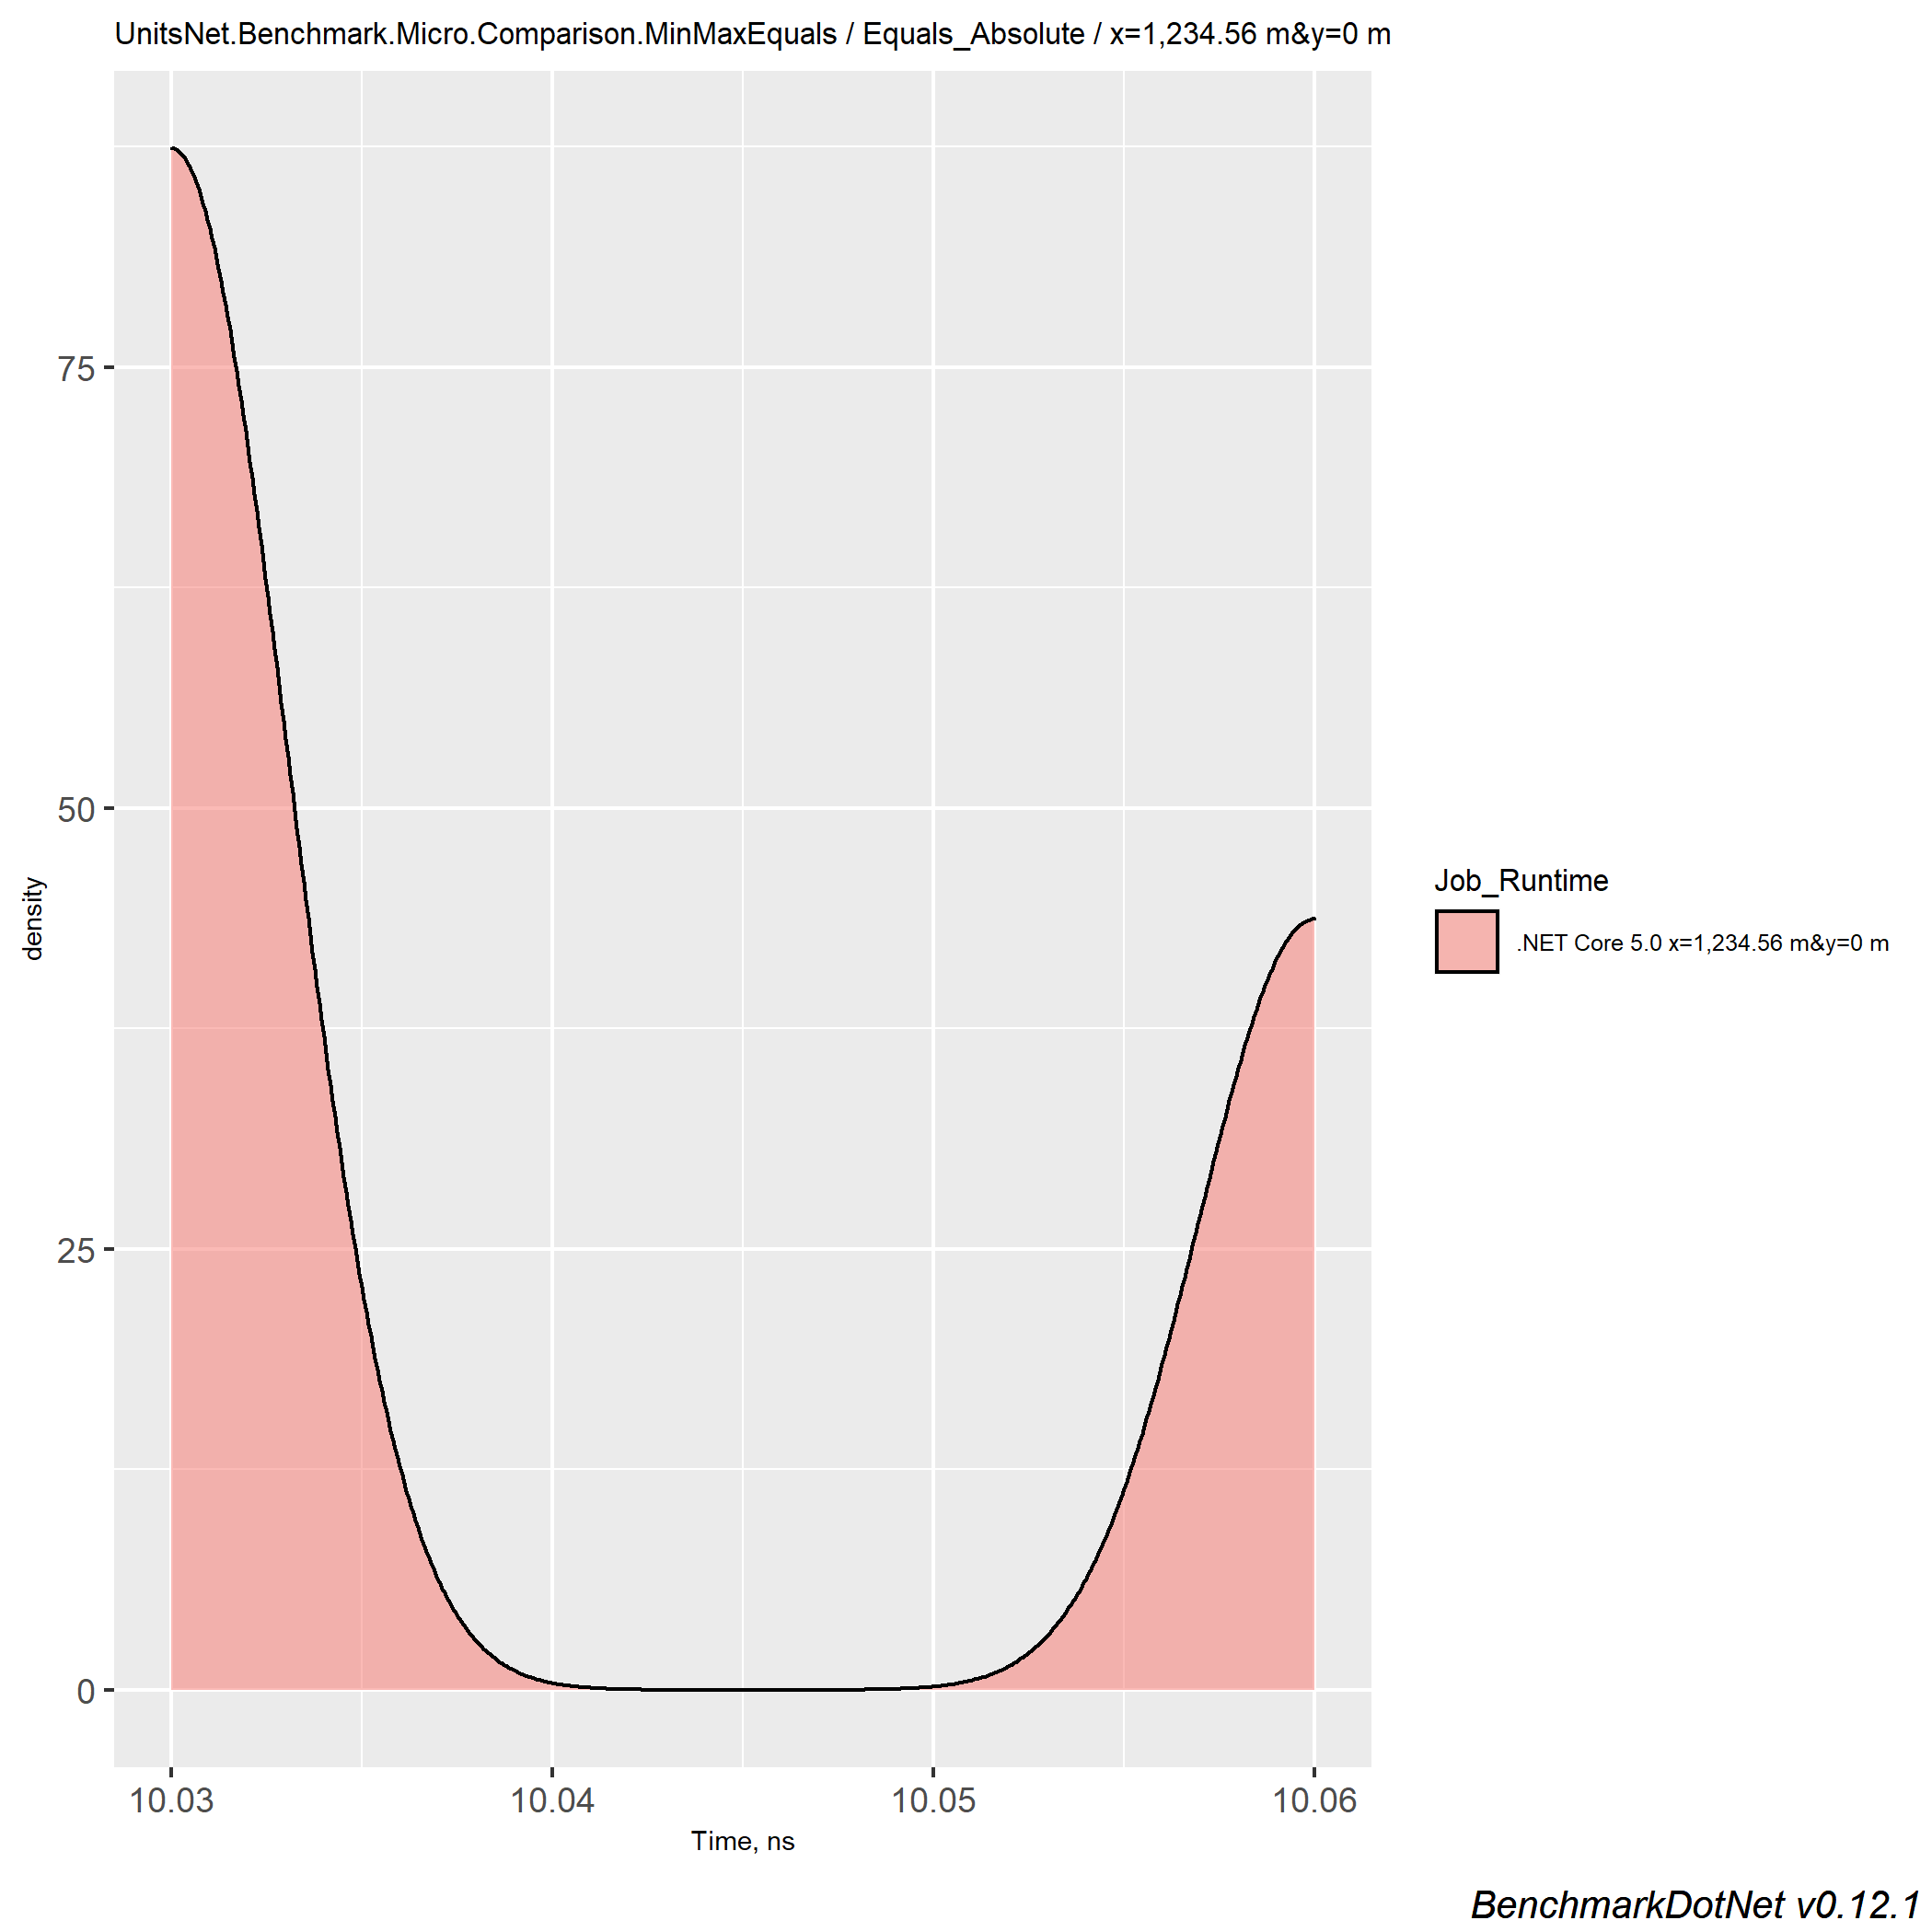 UnitsNet.Benchmark.Micro.Comparison.MinMaxEquals / Equals_Absolute / x=1,234.56 m&y=0 m
75
50
25
0
density
10.03 10.04 10.05 10.06
Time, ns
Job_Runtime
.NET Core 5.0 x=1,234.56 m&y=0 m
BenchmarkDotNet v0.12.1